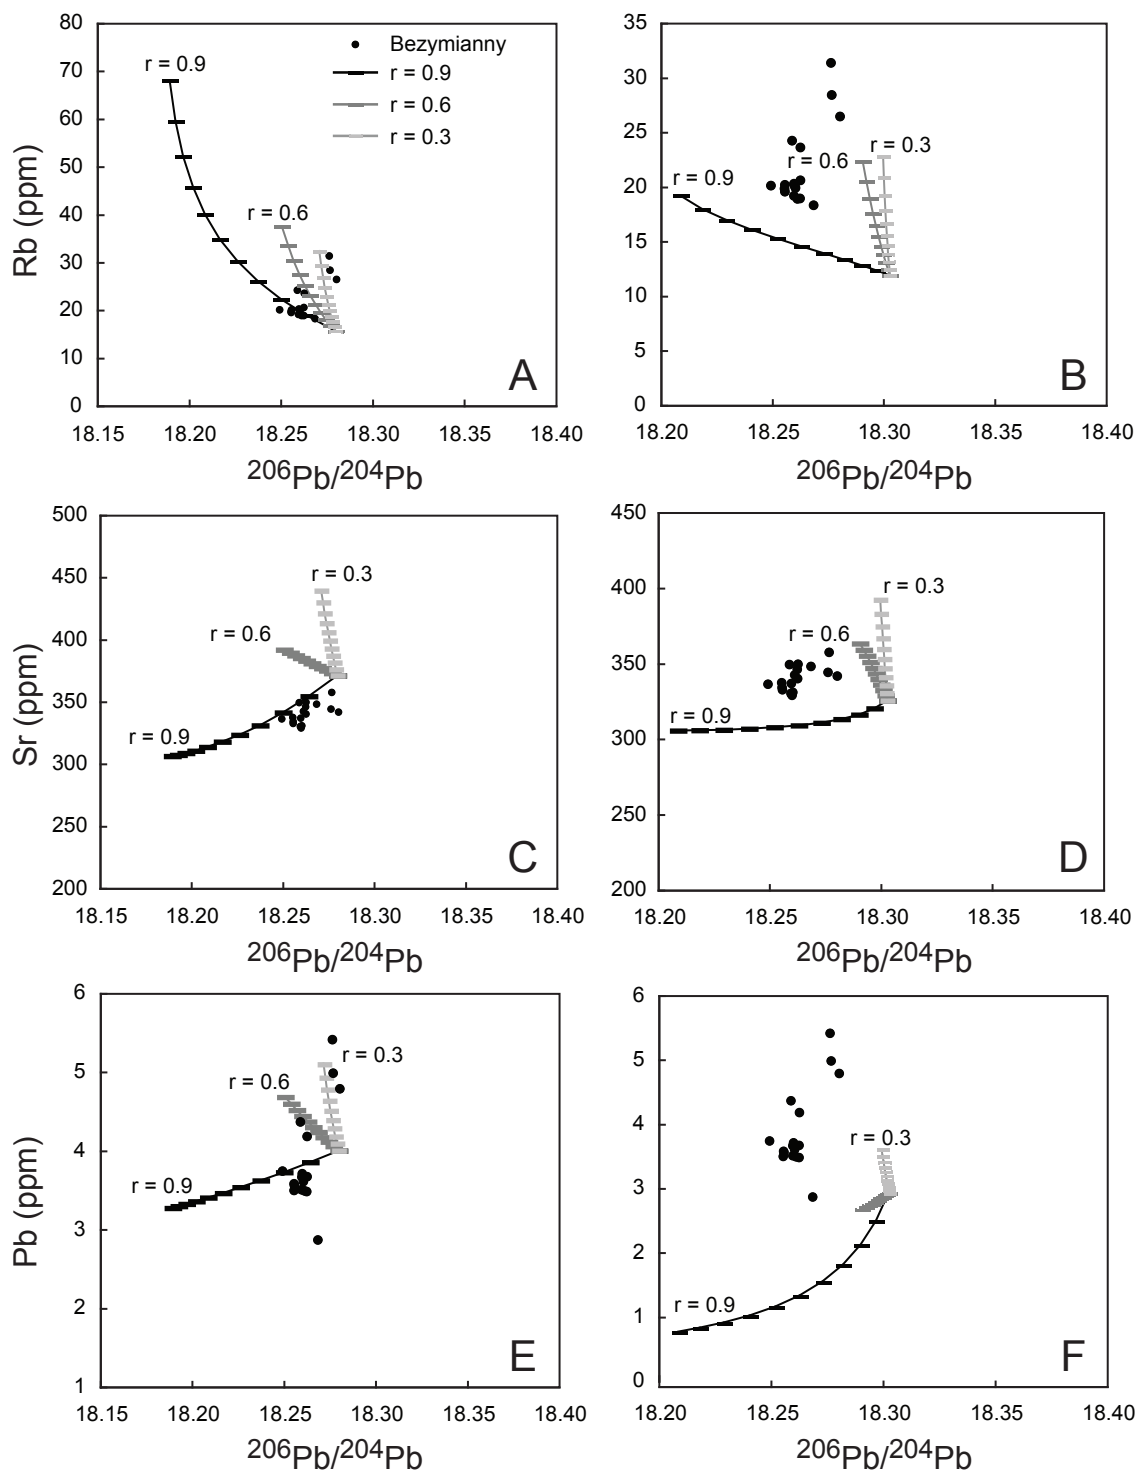 80
70
60
50
40
30
20
10
0
Rb (ppm)
r = 0.9
Bezymianny
r = 0.9
r = 0.6
r = 0.3
r = 0.6
A
18.15
18.20
18.25
18.30
18.35
18.40
206Pb/204Pb
35
30
25
20
15
10
5
0
r = 0.3
r = 0.6
r = 0.9
B
18.20
18.25
18.30
18.35
18.40
206Pb/204Pb
500
450
400
350
300
250
200
Sr (ppm)
r = 0.3
r = 0.6
r = 0.9
C
18.15
18.20
18.25
18.30
18.35
18.40
206Pb/204Pb
450
400
350
300
250
200
r = 0.3
r = 0.6
r = 0.9
D
18.20
18.25
18.30
18.35
18.40
206Pb/204Pb
6
5
4
3
2
1
Pb (ppm)
r = 0.3
r = 0.6
r = 0.9
E
18.15
18.20
18.25
18.30
18.35
18.40
206Pb/204Pb
6
5
4
3
2
1
0
r = 0.3
r = 0.9
F
18.20
18.25
18.30
18.35
18.40
206Pb/204Pb